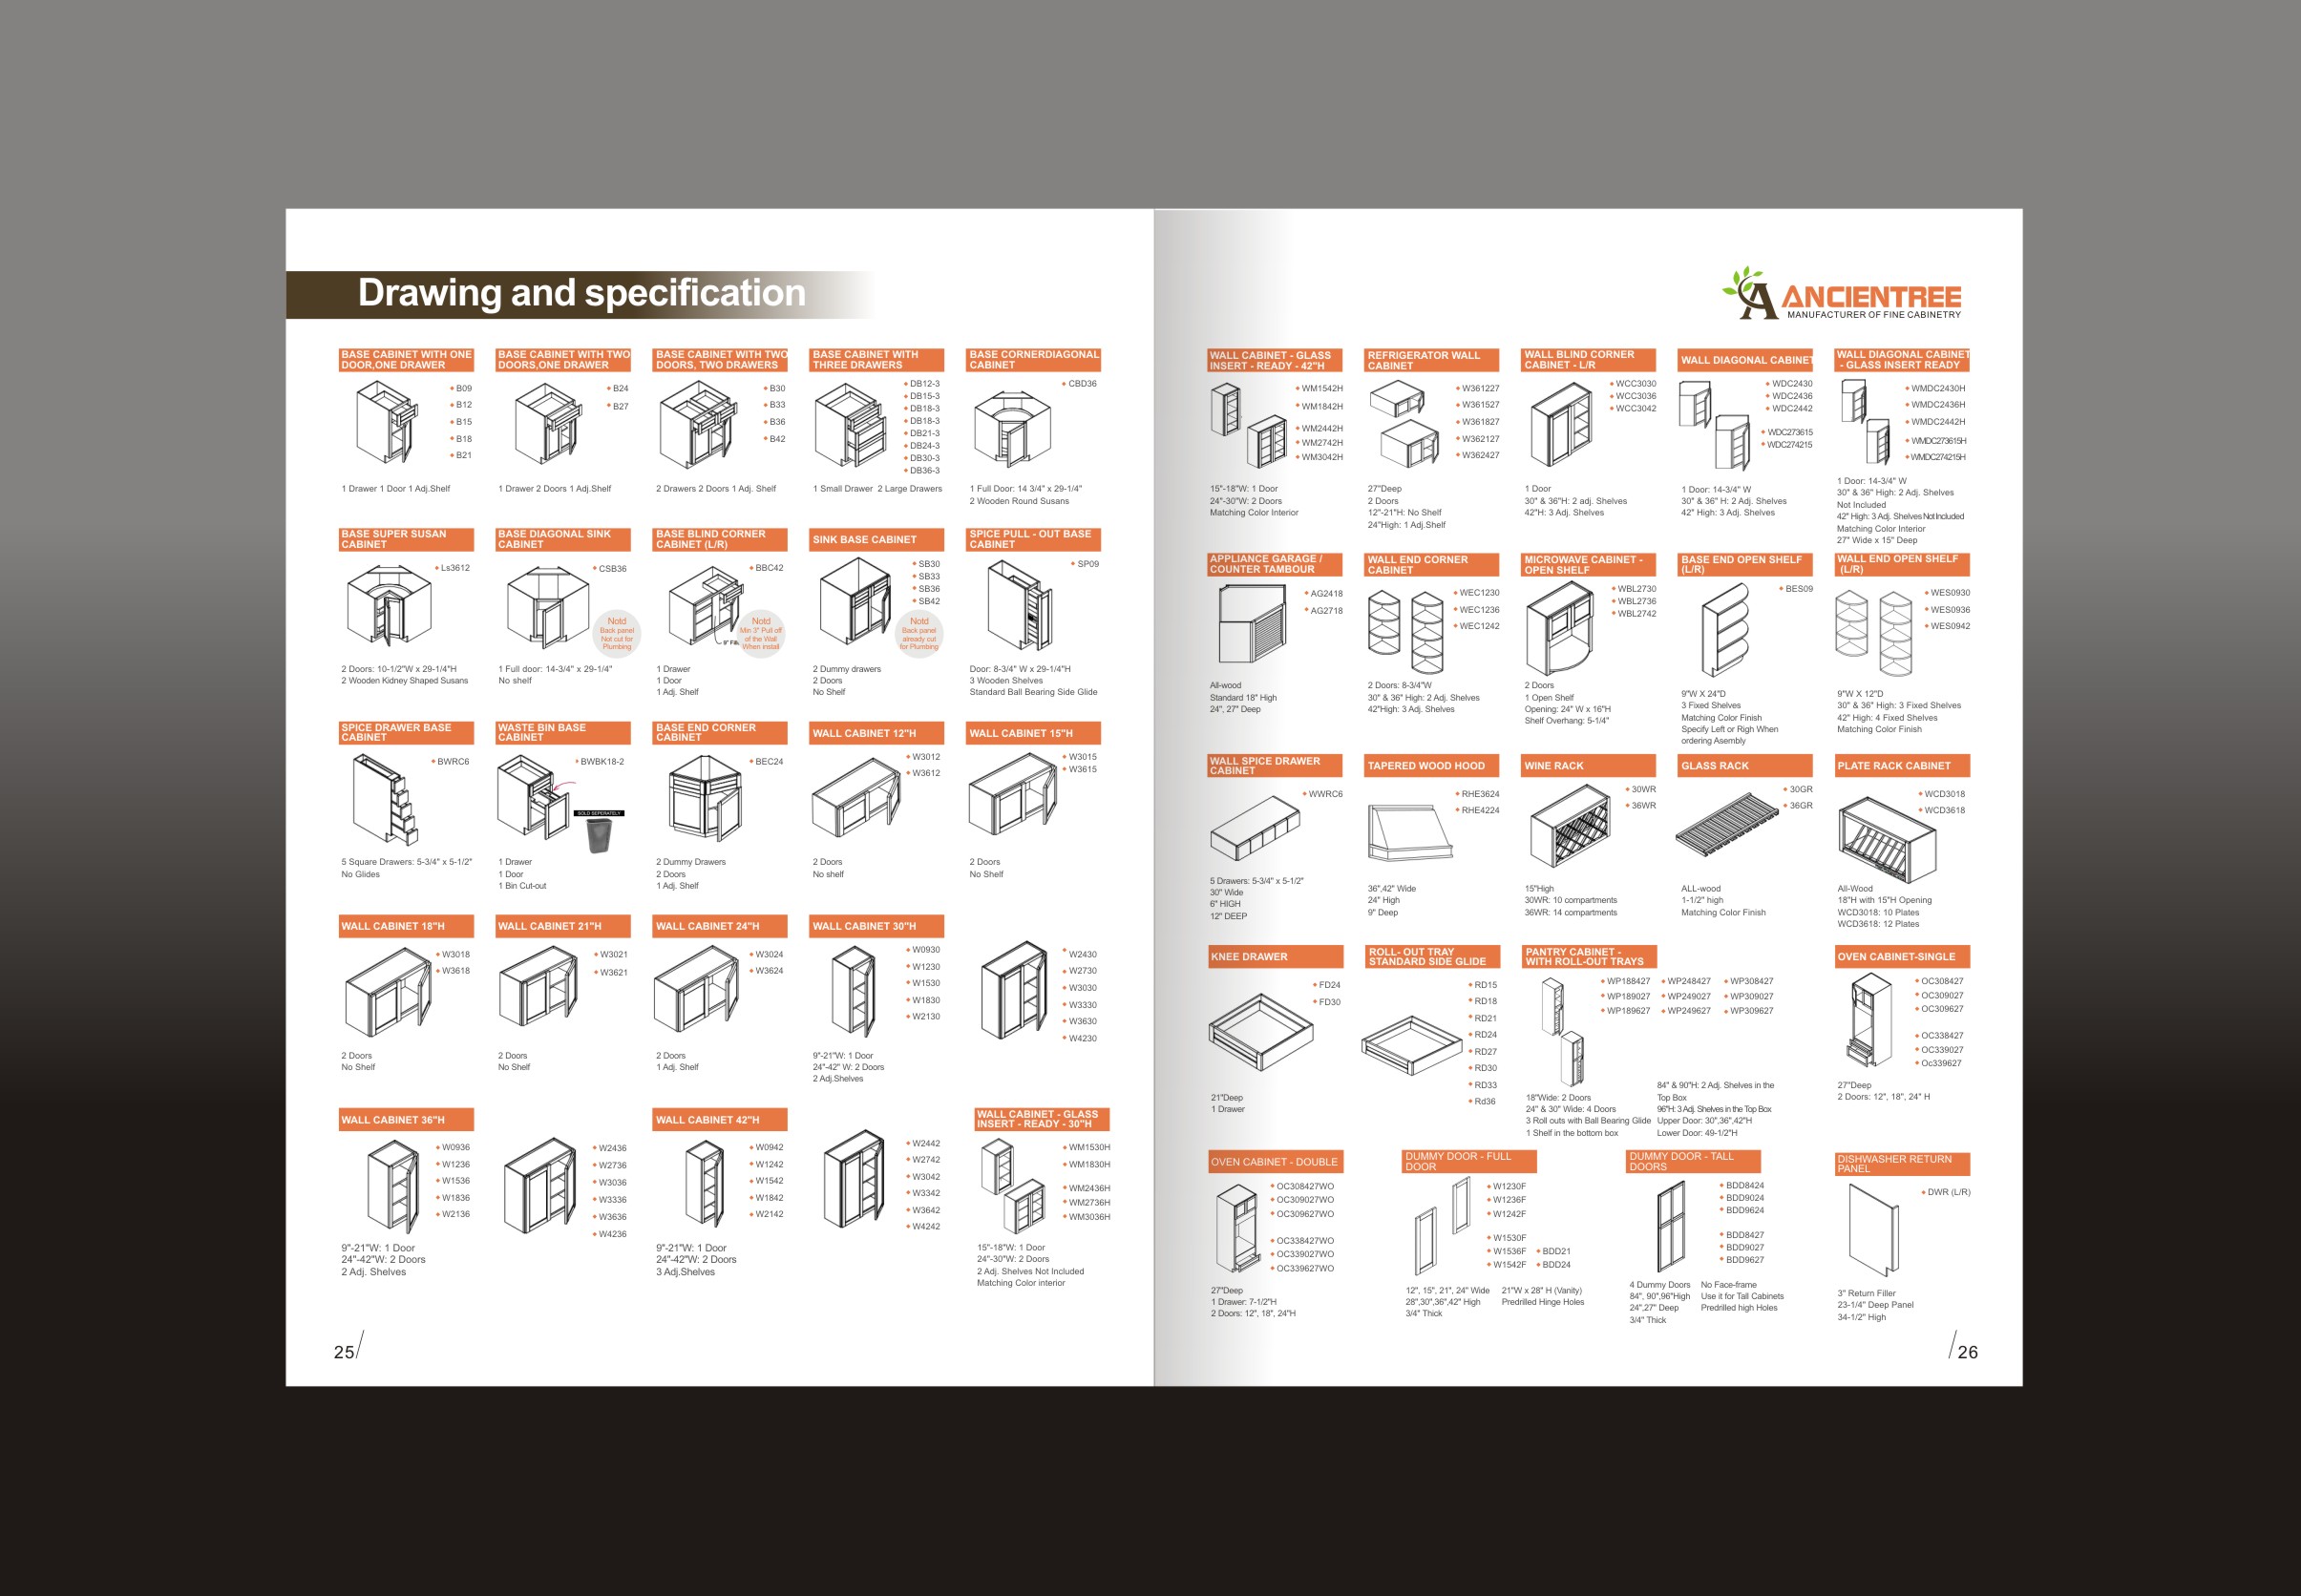 Drawing and specification
BASE CABINET WITH ONE
DOOR,ONE DRAWER
B09
B12
B15
B18
B21
1 Drawer 1 Door 1 Adj.Shelf
BASE CABINET WITH TWO
DOORS,ONE DRAWER
B24
B27
1 Drawer 2 Doors 1 Adj.Shelf
BASE CABINET WITH TWO
DOORS, TWO DRAWERS
B30
B33
B36
B42
2 Drawers 2 Doors 1 Adj. Shelf
BASE CABINET WITH
THREE DRAWERS
DB12-3
DB15-3
DB18-3
DB18-3
DB21-3
DB24-3
DB30-3
DB36-3
1 Small Drawer 2 Large Drawers
BASE CORNERDIAGONAL
CABINET
CBD36
1 Full Door: 14 3/4" x 29-1/4"
2 Wooden Round Susans
BASE SUPER SUSAN
CABINET
Ls3612
2 Doors: 10-1/2"W x 29-1/4"H
2 Wooden Kidney Shaped Susans
BASE DIAGONAL SINK
CABINET
CSB36
Notd
Back panel
Not cut for
Plumbing
1 Full door: 14-3/4" x 29-1/4"
No shelf
BASE BLIND CORNER
CABINET (L/R)
BBC42
Notd
Min 3" Pull off
of the Wall
When install
1 Drawer
1 Door
1 Adj. Shelf
SINK BASE CABINET
SB30
SB33
SB36
SB42
Notd
Back panel
already cut
for Plumbing
2 Dummy drawers
2 Doors
No Shelf
SPICE PULL - OUT BASE
CABINET
SP09
Door: 8-3/4" W x 29-1/4"H
3 Wooden Shelves
Standard Ball Bearing Side Glide
SPICE DRAWER BASE
CABINET
BWRC6
5 Square Drawers: 5-3/4" x 5-1/2"
No Glides
WASTE BIN BASE
CABINET
BWBK18-2
SOLD SEPERATELY
1 Drawer
1 Door
1 Bin Cut-out
BASE END CORNER
CABINET
BEC24
2 Dummy Drawers
2 Doors
1 Adj. Shelf
WALL CABINET 12"H
W3012
W3612
2 Doors
No shelf
WALL CABINET 15"H
W3015
W3615
2 Doors
No Shelf
WALL CABINET 18"H
W3018
W3618
2 Doors
No Shelf
WALL CABINET 21"H
W3021
W3621
2 Doors
No Shelf
WALL CABINET 24"H
W3024
W3624
2 Doors
1 Adj. Shelf
WALL CABINET 30"H
W0930
W1230
W1530
W1830
W2130
9"-21"W: 1 Door
24"-42" W: 2 Doors
2 Adj.Shelves
W2430
W2730
W3030
W3330
W3630
W4230
WALL CABINET 36"H
W0936
W1236
W1536
W1836
W2136
9"-21"W: 1 Door
24"-42"W: 2 Doors
2 Adj. Shelves
W2436
W2736
W3036
W3336
W3636
W4236
WALL CABINET 42"H
W0942
W1242
W1542
W1842
W2142
9"-21"W: 1 Door
24"-42"W: 2 Doors
3 Adj.Shelves
W2442
W2742
W3042
W3342
W3642
W4242
WALL CABINET - GLASS
INSERT - READY - 30"H
WM1530H
WM1830H
WM2436H
WM2736H
WM3036H
15"-18"W: 1 Door
24"-30"W: 2 Doors
2 Adj. Shelves Not Included
Matching Color interior
25
ANCIENTREE
MANUFACTURER OF FINE CABINETRY
WALL CABINET - GLASS
INSERT - READY - 42"H
WM1542H
WM1842H
WM2442H
WM2742H
WM3042H
15"-18"W: 1 Door
24"-30"W: 2 Doors
Matching Color Interior
REFRIGERATOR WALL
CABINET
W361227
W361527
W361827
W362127
W362427
27"Deep
2 Doors
12"-21"H: No Shelf
24"High: 1 Adj.Shelf
WALL BLIND CORNER
CABINET - L/R
WCC3030
WCC3036
WCC3042
1 Door
30" & 36"H: 2 adj. Shelves
42"H: 3 Adj. Shelves
WALL DIAGONAL CABINET
WDC2430
WDC2436
WDC2442
WDC273615
WDC274215
1 Door: 14-3/4" W
30" & 36" H: 2 Adj. Shelves
42" High: 3 Adj. Shelves
WALL DIAGONAL CABINET
- GLASS INSERT READY
WMDC2430H
WMDC2436H
WMDC2442H
WMDC273615H
WMDC274215H
1 Door: 14-3/4" W
30" & 36" High: 2 Adj. Shelves
Not Included
42" High: 3 Adj. Shelves Not Included
Matching Color Interior
27" Wide x 15" Deep
APPLIANCE GARAGE /
COUNTER TAMBOUR
AG2418
AG2718
All-wood
Standard 18" High
24", 27" Deep
WALL END CORNER
CABINET
WEC1230
WEC1236
WEC1242
2 Doors: 8-3/4"W
30" & 36" High: 2 Adj. Shelves
42"High: 3 Adj. Shelves
MICROWAVE CABINET -
OPEN SHELF
WBL2730
WBL2736
WBL2742
2 Doors
1 Open Shelf
Opening: 24" W x 16"H
Shelf Overhang: 5-1/4"
BASE END OPEN SHELF
(L/R)
BES09
9"W X 24"D
3 Fixed Shelves
Matching Color Finish
Specify Left or Righ When
ordering Asembly
WALL END OPEN SHELF
(L/R)
WES0930
WES0936
WES0942
9"W X 12"D
30" & 36" High: 3 Fixed Shelves
42" High: 4 Fixed Shelves
Matching Color Finish
WALL SPICE DRAWER
CABINET
WWRC6
5 Drawers: 5-3/4" x 5-1/2"
30" Wide
6" HIGH
12" DEEP
TAPERED WOOD HOOD
RHE3624
RHE4224
36",42" Wide
24" High
9" Deep
WINE RACK
30WR
36WR
15"High
30WR: 10 compartments
36WR: 14 compartments
GLASS RACK
30GR
36GR
ALL-wood
1-1/2" high
Matching Color Finish
PLATE RACK CABINET
WCD3018
WCD3618
All-Wood
18"H with 15"H Opening
WCD3018: 10 Plates
WCD3618: 12 Plates
KNEE DRAWER
FD24
FD30
21"Deep
1 Drawer
ROLL- OUT TRAY
STANDARD SIDE GLIDE
RD15
RD18
RD21
RD24
RD27
RD30
RD33
Rd36
PANTRY CABINET -
WITH ROLL-OUT TRAYS
WP188427 WP248427 WP308427
WP189027 WP249027 WP309027
WP189627 WP249627 WP309627
18"Wide: 2 Doors
24" & 30" Wide: 4 Doors
3 Roll outs with Ball Bearing Glide
1 Shelf in the bottom box
84" & 90"H: 2 Adj. Shelves in the
Top Box
96"H: 3 Adj. Shelves in the Top Box
Upper Door: 30",36",42"H
Lower Door: 49-1/2"H
OVEN CABINET-SINGLE
OC308427
OC309027
OC309627
OC338427
OC339027
Oc339627
27"Deep
2 Doors: 12", 18", 24" H
OVEN CABINET - DOUBLE
OC308427WO
OC309027WO
OC309627WO
OC338427WO
OC339027WO
OC339627WO
27"Deep
1 Drawer: 7-1/2"H
2 Doors: 12", 18", 24"H
DUMMY DOOR - FULL
DOOR
W1230F
W1236F
W1242F
W1530F
W1536F BDD21
W1542F BDD24
12", 15", 21", 24" Wide
28",30",36",42" High
3/4" Thick
21"W x 28" H (Vanity)
Predrilled Hinge Holes
DUMMY DOOR - TALL
DOORS
BDD8424
BDD9024
BDD9624
BDD8427
BDD9027
BDD9627
4 Dummy Doors
84", 90",96"High
24",27" Deep
3/4" Thick
No Face-frame
Use it for Tall Cabinets
Predrilled high Holes
DISHWASHER RETURN
PANEL
DWR (L/R)
3" Return Filler
23-1/4" Deep Panel
34-1/2" High
26